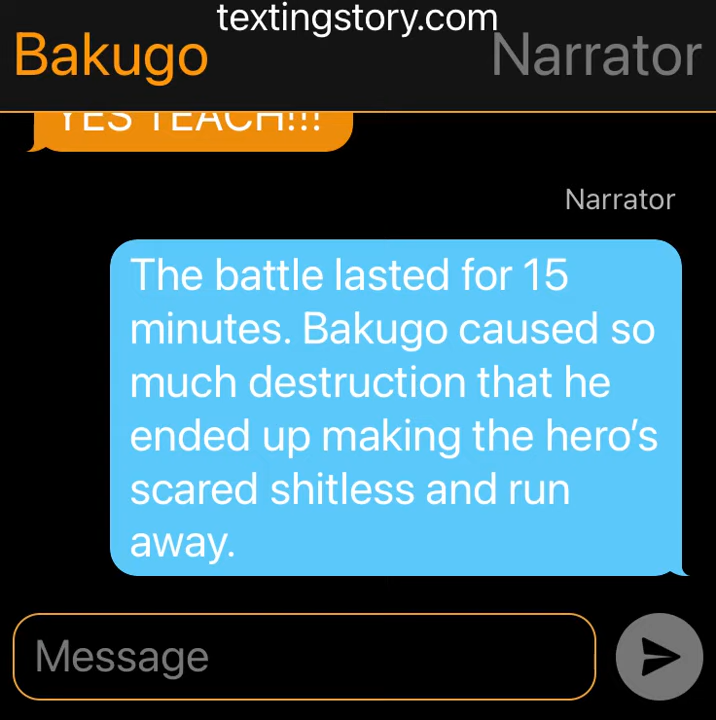 textingstory.com
Bakugo
Narrator
YES TEACH!!!
Narrator
The battle lasted for 15
minutes. Bakugo caused so
much destruction that he
ended up making the hero’s
scared shitless and run
away.
Message